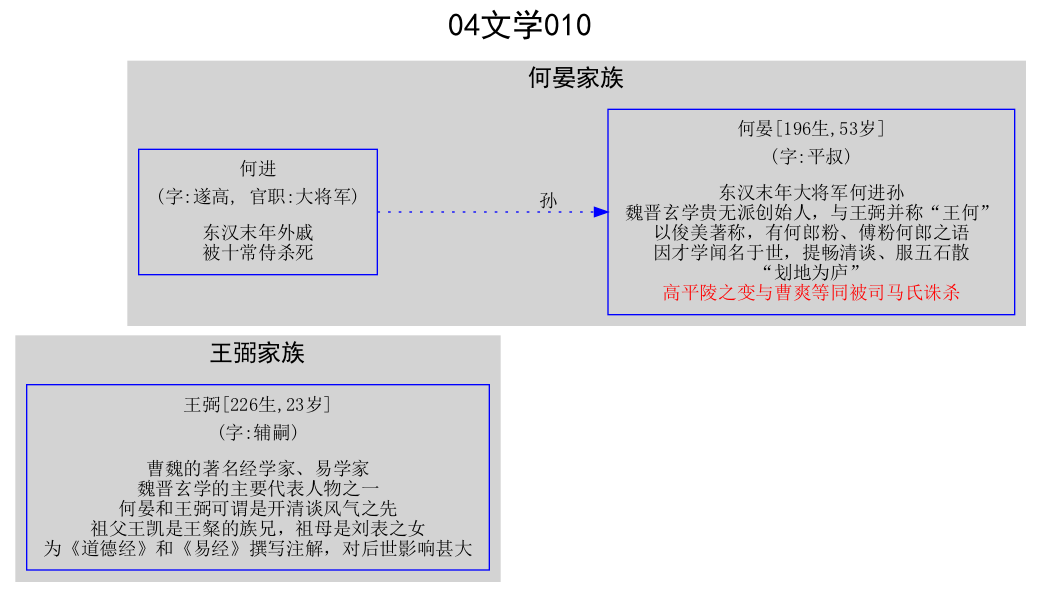 04文学010
何晏家族
何进
(字:遂高, 官职:大将军)
东汉末年外戚
被十常侍杀死
孙
何晏[196生,53岁]
(字:平叔)
东汉末年大将军何进孙
魏晋玄学贵无派创始人，与王弼并称“王何”
以俊美著称，有何郎粉、傅粉何郎之语
因才学闻名于世，提畅清谈、服五石散
“划地为庐”
高平陵之变与曹爽等同被司马氏诛杀
王弼家族
王弼[226生,23岁]
(字:辅嗣)
曹魏的著名经学家、易学家
魏晋玄学的主要代表人物之一
何晏和王弼可谓是开清谈风气之先
祖父王凯是王粲的族兄，祖母是刘表之女
为《道德经》和《易经》撰写注解，对后世影响甚大